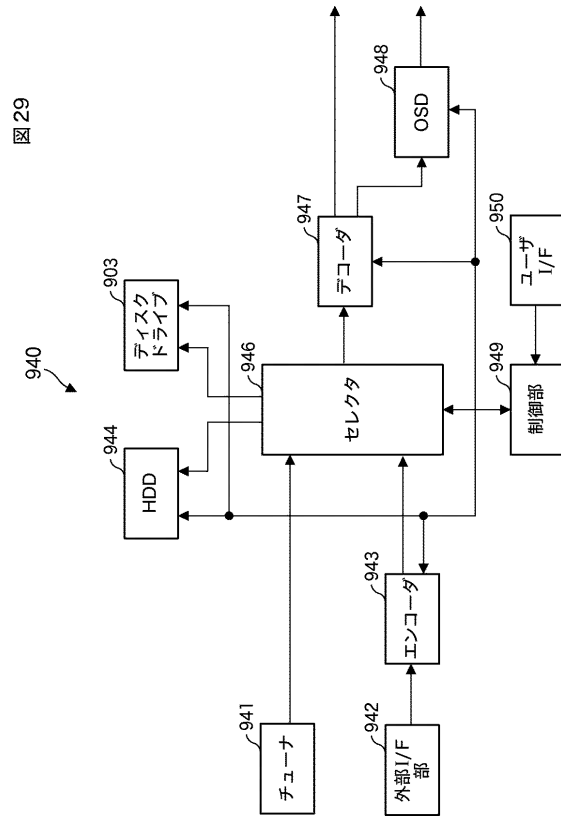 図 29
940
944
HDD
903
ディスク
ドライブ
941
チューナ
946
セレクタ
947
デコーダ
948
OSD
942
外部I/F
部
943
エンコーダ
949
制御部
950
ユーザ
I/F